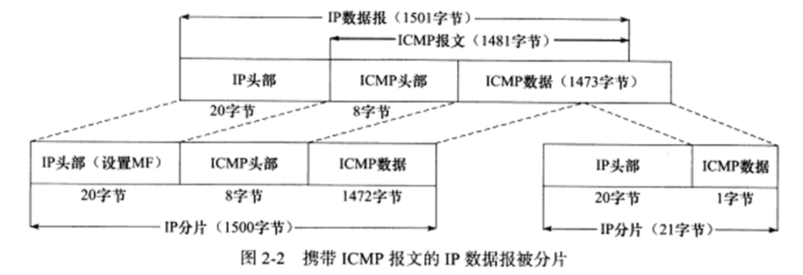 IP数据报（1501字节）
ICMP报文（1481字节）
IP头部 ICMP头部 ICMP数据（1473字节）
20字节 8字节
IP头部（设置MF） ICMP头部 ICMP数据 IP头部 ICMP数据
20字节 8字节 1472字节 20字节 1字节
IP分片（1500字节） IP分片（21字节）
图 2-2 携带 ICMP 报文的 IP 数据报被分片